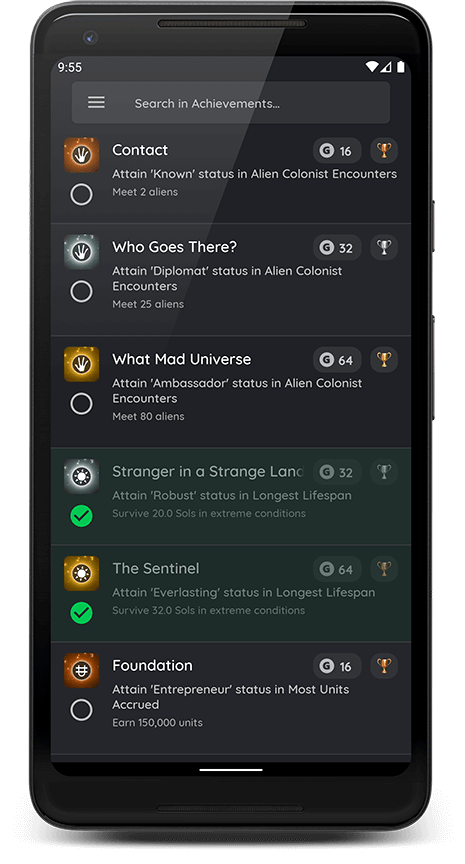 9:55
Search in Achievements...
Contact
G 16
Attain 'Known' status in Alien Colonist Encounters
Meet 2 aliens
Who Goes There?
G 32
Attain 'Diplomat' status in Alien Colonist
Encounters
Meet 25 aliens
What Mad Universe
G 64
Attain 'Ambassador' status in Alien Colonist
Encounters
Meet 80 aliens
Stranger in a Strange Land
G 32
Attain 'Robust' status in Longest Lifespan
Survive 20.0 Sols in extreme conditions
The Sentinel
G 64
Attain 'Everlasting' status in Longest Lifespan
Survive 32.0 Sols in extreme conditions
Foundation
G 16
Attain 'Entrepreneur' status in Most Units
Accrued
Earn 150,000 units